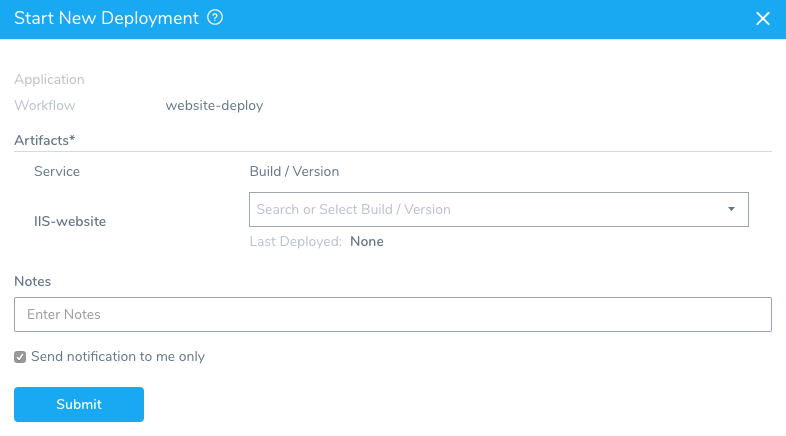 Start New Deployment ?
Application
Workflow website-deploy
Artifacts*
Service Build / Version
IIS-website Search or Select Build / Version
Last Deployed: None
Notes
Enter Notes
Send notification to me only
Submit